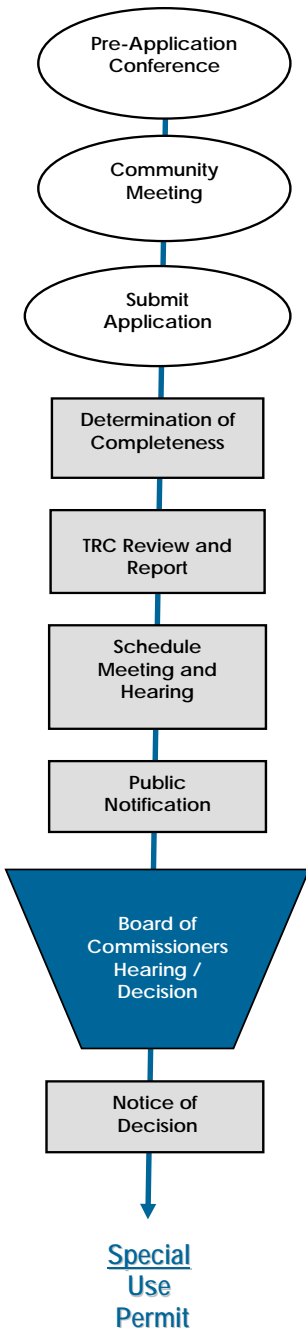 Pre-Application
Conference
Community
Meeting
Submit
Application
Determination of
Completeness
TRC Review and
Report
Schedule
Meeting and
Hearing
Public
Notification
Board of
Commissioners
Hearing /
Decision
Notice of
Decision
Special
Use
Permit